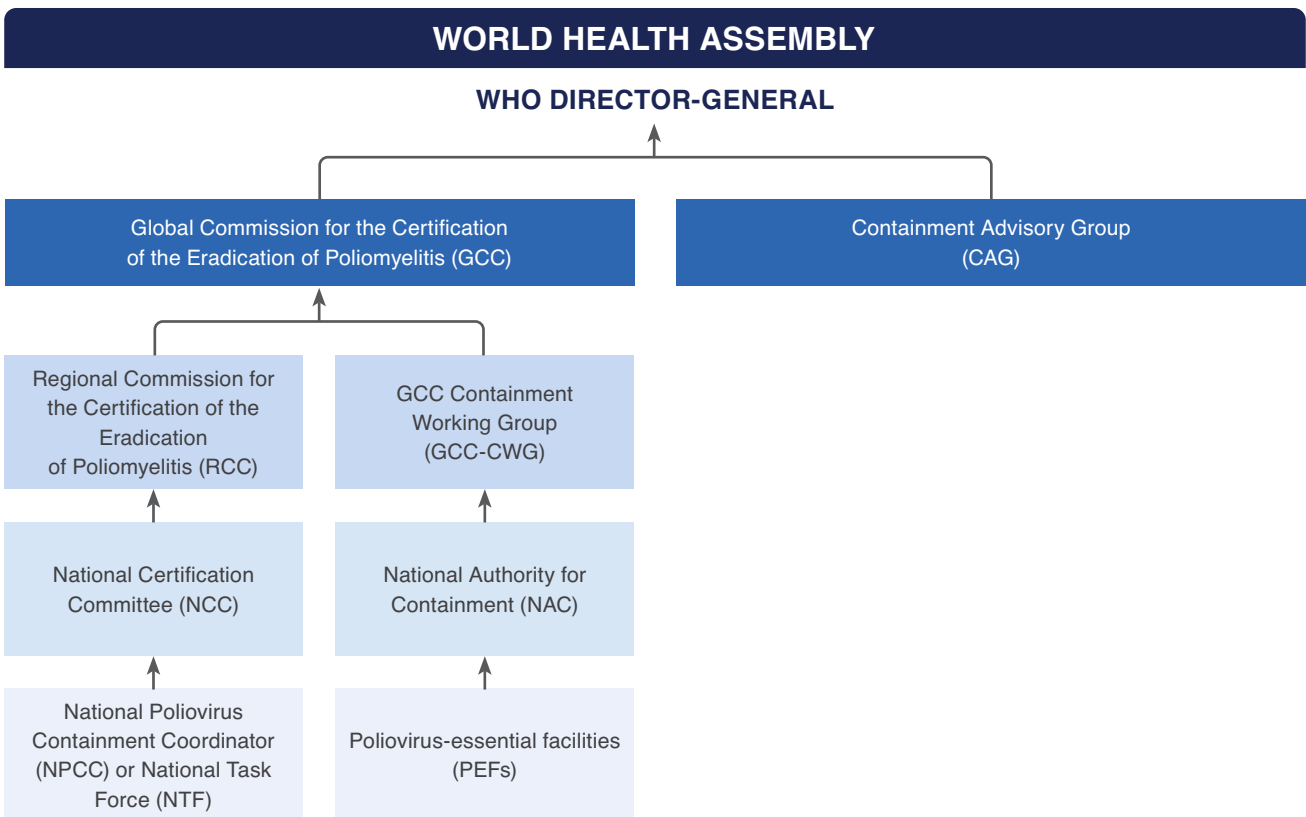 WORLD HEALTH ASSEMBLY
WHO DIRECTOR-GENERAL
Global Commission for the Certification
of the Eradication of Poliomyelitis (GCC)
Containment Advisory Group
(CAG)
Regional Commission for
the Certification of the
Eradication
of Poliomyelitis (RCC)
GCC Containment
Working Group
(GCC-CWG)
National Certification
Committee (NCC)
National Authority for
Containment (NAC)
National Poliovirus
Containment Coordinator
(NPCC) or National Task
Force (NTF)
Poliovirus-essential facilities
(PEFs)